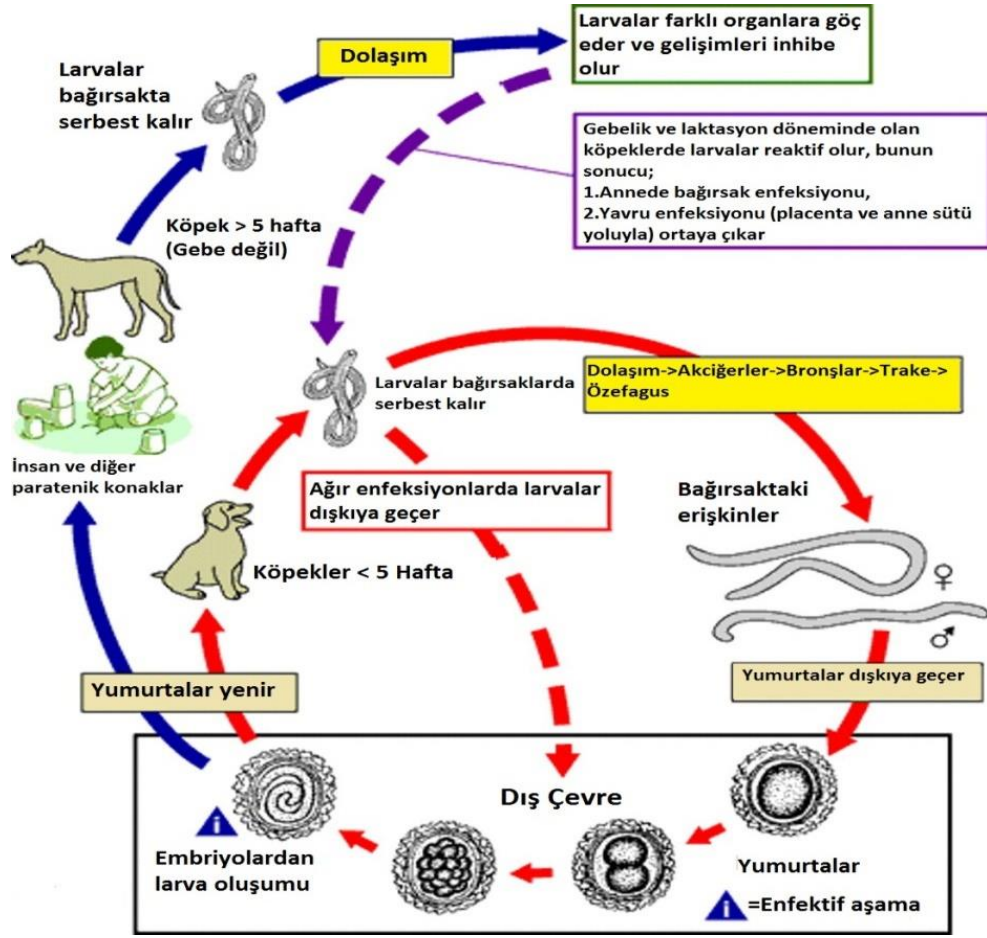 Larvalar farklı organlara göç
eder ve gelişimleri inhibe
olur
Dolaşım
Larvalar
bağırsakta
serbest kalır
Gebelik ve laktasyon döneminde olan
köpeklerde larvalar reaktif olur, bunun
sonucu;
1.Annede bağırsak enfeksiyonu,
2.Yavru enfeksiyonu (placenta ve anne sütü
yoluyla) ortaya çıkar
Köpek > 5 hafta
(Gebe değil)
Larvalar bağırsaklarda
serbest kalır
Dolaşım->Akciğerler->Bronşlar->Trake->
Özefagus
İnsan ve diğer
paratenik konaklar
Ağır enfeksiyonlarda larvalar
dışkıya geçer
Bağırsaktaki
erişkinler
♀
♂
Köpekler < 5 Hafta
Yumurtalar yenir
Yumurtalar dışkıya geçer
Dış Çevre
i
Embriyolardan
larva oluşumu
Yumurtalar
i =Enfektif aşama